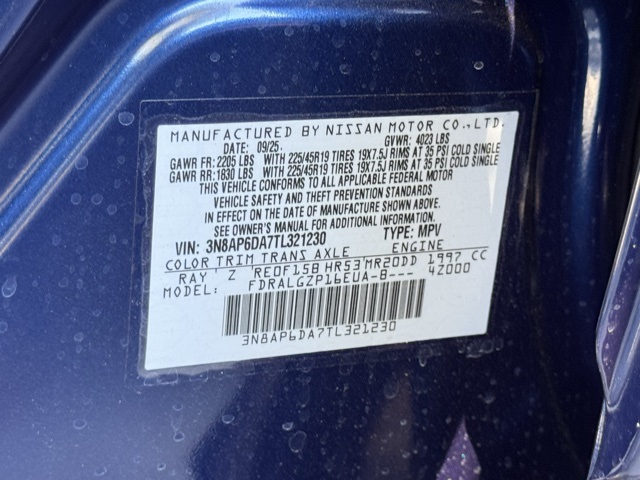 MANUFACTURED BY NISSAN MOTOR CO.,LTD.
DATE: 09/25. GVWR: 4023 LBS
GAWR FR: 2205 LBS WITH 225/45R19 TIRES 19X7.5J RIMS AT 35 PSI COLD SINGLE
GAWR RR: 1830 LBS WITH 225/45R19 TIRES 19X7.5J RIMS AT 35 PSI COLD SINGLE
THIS VEHICLE CONFORMS TO ALL APPLICABLE FEDERAL MOTOR
VEHICLE SAFETY AND THEFT PREVENTION STANDARDS
IN EFFECT ON THE DATE OF MANUFACTURE SHOWN ABOVE.
SEE OWNER'S MANUAL FOR ADDITIONAL INFORMATION.
VIN: 3N8AP6DA7TL321230 TYPE: MPV
COLOR TRIM TRANS AXLE ENGINE
RAY' Z 'RE0F15B HR53'MR20DD 1997 CC
MODEL: FDRALGZP16EUA-B--- 4Z000
3N8AP6DA7TL321230